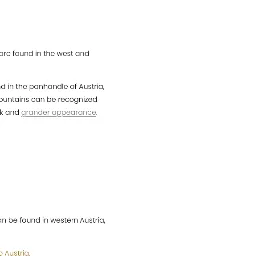 are found in the west and
d in the panhandle of Austria,
ountains can be recognized
k and grander appearance.
n be found in western Austria,
o Austria.